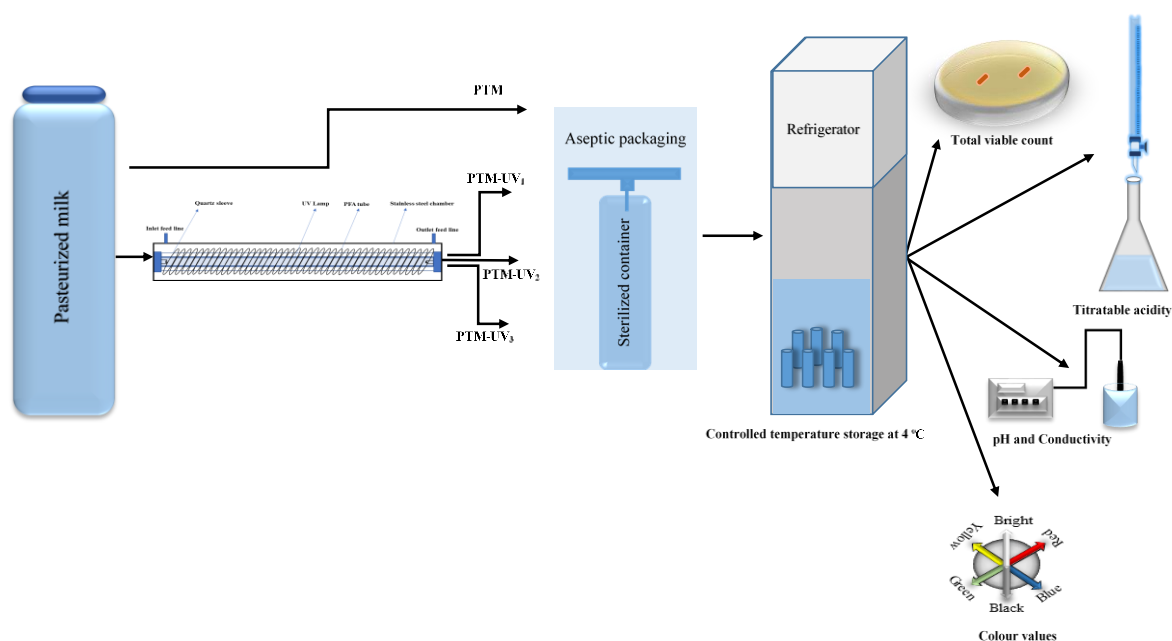 Pasteurized milk
PTM
Quartz sleeve
UV Lamp
PFA tube
Stainless steel chamber
Inlet feed line
Outlet feed line
PTM-UV₁
PTM-UV₂
PTM-UV₃
Aseptic packaging
Sterilized container
Refrigerator
Controlled temperature storage at 4 °C
Total viable count
Titratable acidity
pH and Conductivity
Bright
Yellow
Red
Green
Blue
Black
Colour values